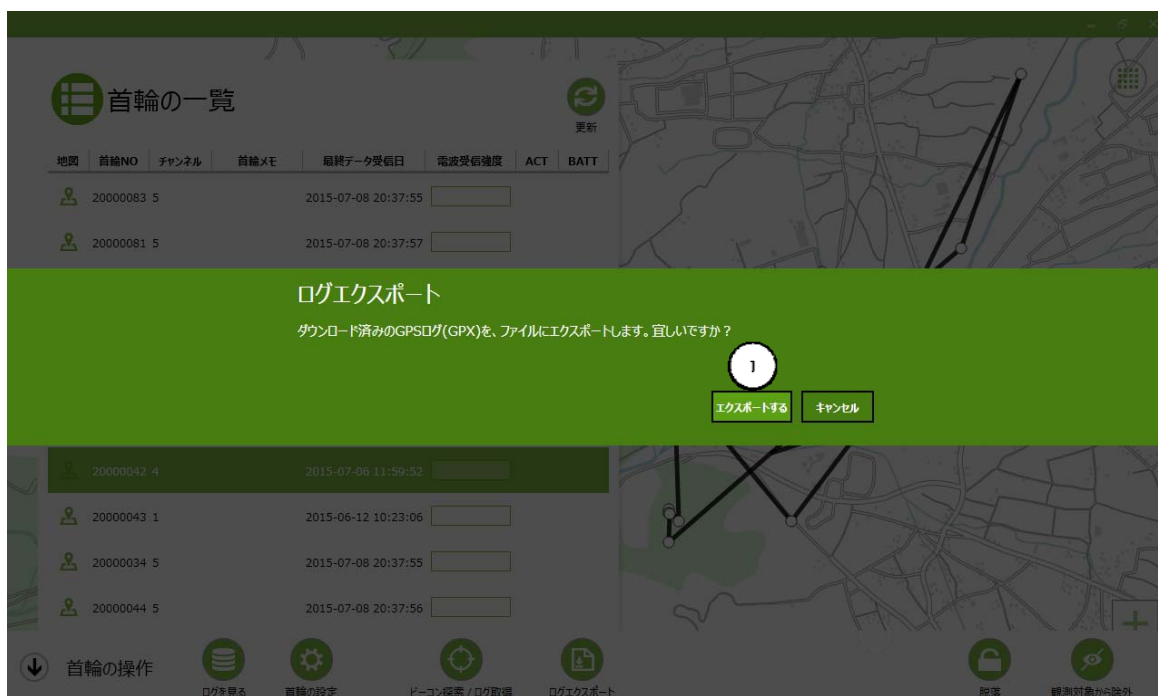 首輪の一覧
更新
地図 首輪NO チャンネル 首輪メモ 最終データ受信日 電波受信強度 ACT BATT
20000083 5 2015-07-08 20:37:55
20000081 5 2015-07-08 20:37:57
ログエクスポート
ダウンロード済みのGPSログ(GPX)を、ファイルにエクスポートします。宜しいですか?
1
エクスポートする キャンセル
20000042 4 2015-07-06 11:59:52
20000043 1 2015-06-12 10:23:06
20000034 5 2015-07-08 20:37:55
20000044 5 2015-07-08 20:37:56
首輪の操作
ログを見る 首輪の設定 ビーコン探索 / ログ取得 ログエクスポート 脱落 観測対象から除外